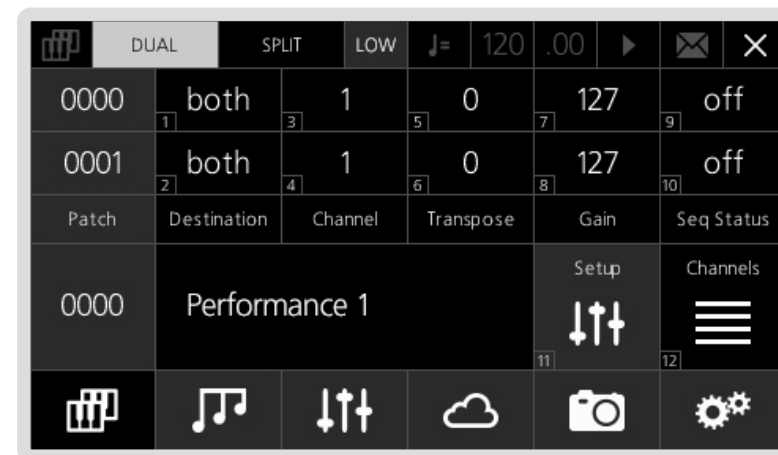 DUAL SPLIT LOW ♩= 120 .00
0000 both 1 0 127 off
1 3 5 7 9
0001 both 1 0 127 off
2 4 6 8 10
Patch Destination Channel Transpose Gain Seq Status
Setup Channels
0000 Performance 1
11 12